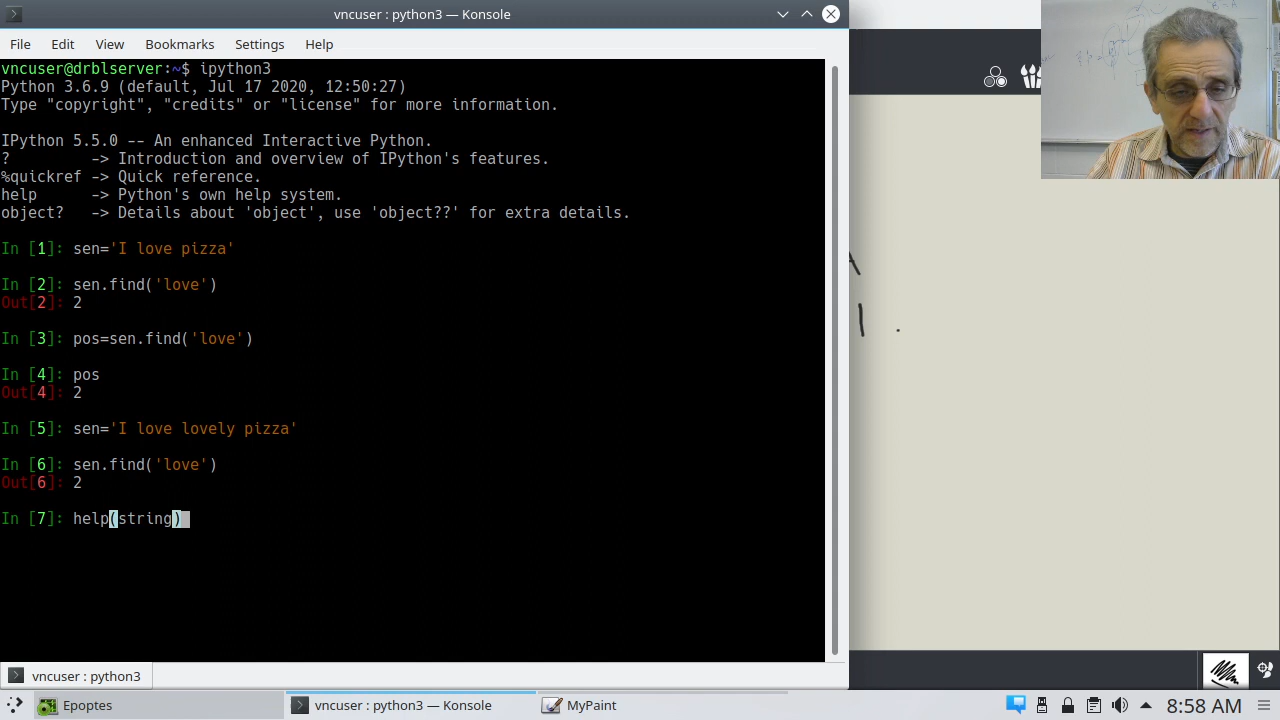 vncuser : python3 — Konsole
File Edit View Bookmarks Settings Help
vncuser@drblserver:~$ ipython3
Python 3.6.9 (default, Jul 17 2020, 12:50:27)
Type "copyright", "credits" or "license" for more information.
IPython 5.5.0 -- An enhanced Interactive Python.
?         -> Introduction and overview of IPython's features.
%quickref -> Quick reference.
help      -> Python's own help system.
object?   -> Details about 'object', use 'object??' for extra details.
In [1]: sen='I love pizza'
In [2]: sen.find('love')
Out[2]: 2
In [3]: pos=sen.find('love')
In [4]: pos
Out[4]: 2
In [5]: sen='I love lovely pizza'
In [6]: sen.find('love')
Out[6]: 2
In [7]: help(string)
vncuser : python3
Epoptes
vncuser : python3 — Konsole
MyPaint
8:58 AM